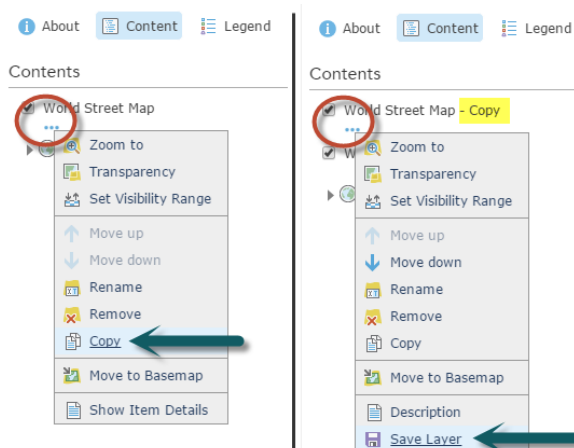 About Content Legend
Contents
World Street Map
Zoom to
Transparency
Set Visibility Range
Move up
Move down
Rename
Remove
Copy
Move to Basemap
Show Item Details
About Content Legend
Contents
World Street Map - Copy
W
Zoom to
Transparency
Set Visibility Range
Move up
Move down
Rename
Remove
Copy
Move to Basemap
Description
Save Layer